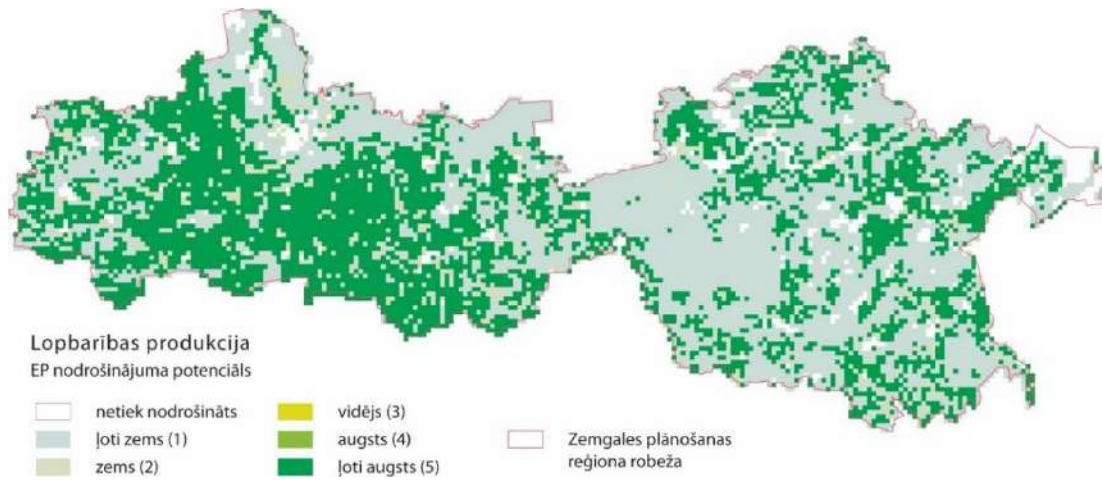 Lopbarības produkcija
EP nodrošinājuma potenciāls
netiek nodrošināts
ļoti zems (1)
zems (2)
vidējs (3)
augsts (4)
ļoti augsts (5)
Zemgales plānošanas
reģiona robeža